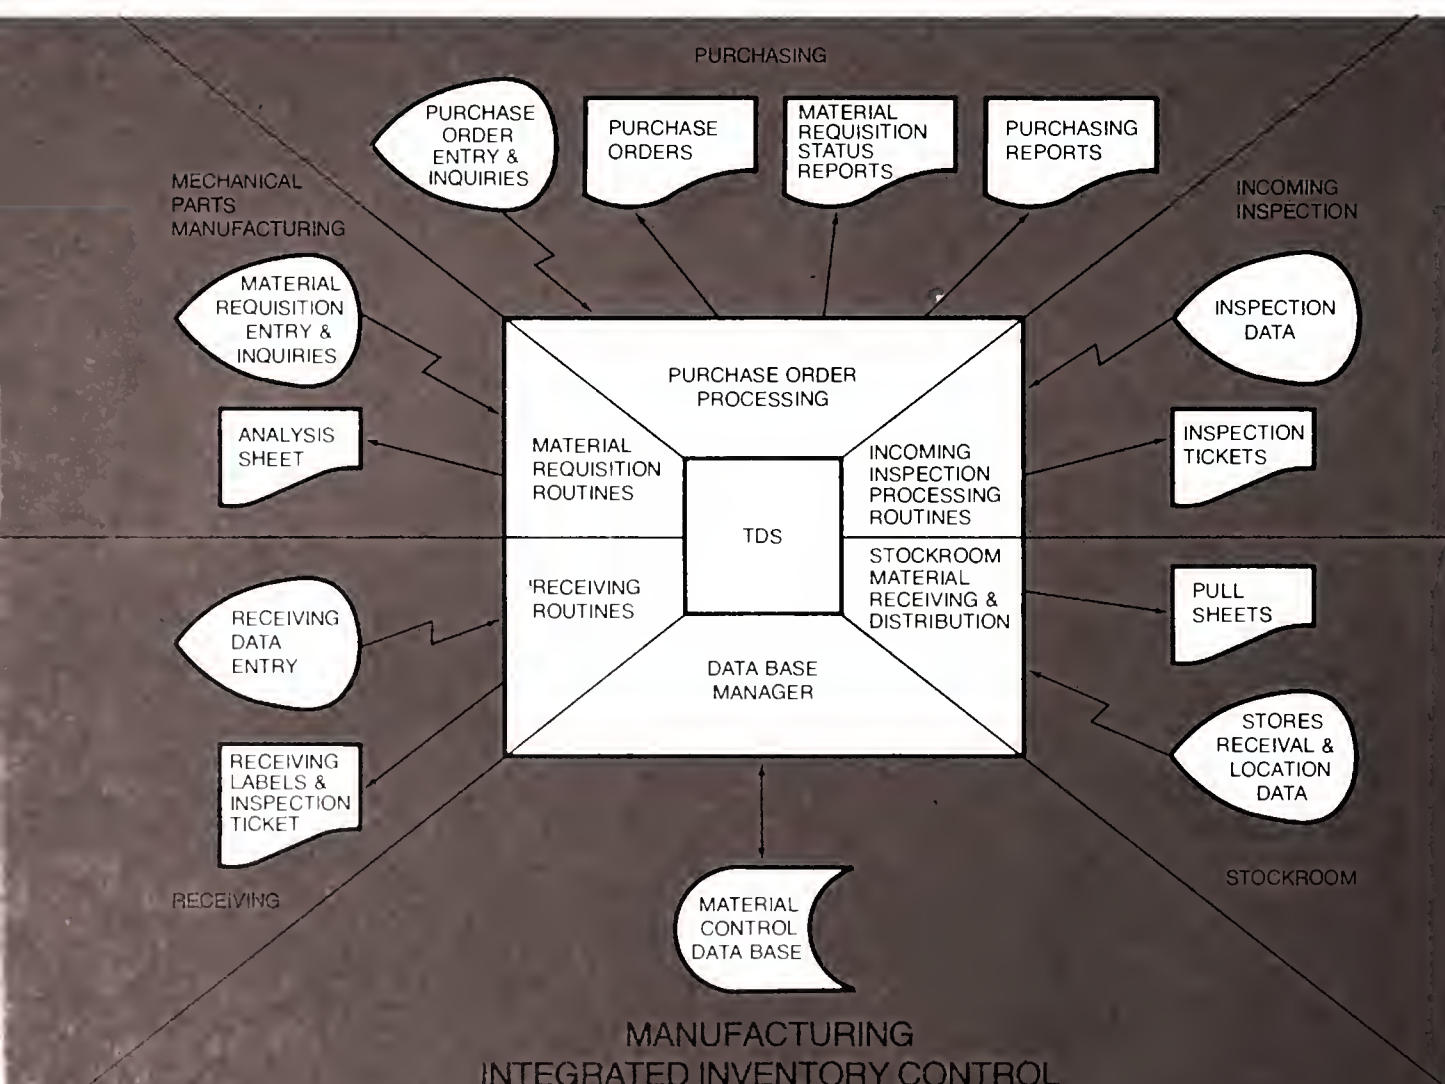 PURCHASING
PURCHASE
ORDER
ENTRY &
INQUIRIES
PURCHASE
ORDERS
MATERIAL
REQUISITION
STATUS
REPORTS
PURCHASING
REPORTS
MECHANICAL
PARTS
MANUFACTURING
INCOMING
INSPECTION
MATERIAL
REQUISITION
ENTRY &
INQUIRIES
INSPECTION
DATA
ANALYSIS
SHEET
INSPECTION
TICKETS
PURCHASE ORDER
PROCESSING
MATERIAL
REQUISITION
ROUTINES
INCOMING
INSPECTION
PROCESSING
ROUTINES
TDS
RECEIVING
ROUTINES
STOCKROOM
MATERIAL
RECEIVING &
DISTRIBUTION
DATA BASE
MANAGER
RECEIVING
DATA
ENTRY
PULL
SHEETS
RECEIVING
LABELS &
INSPECTION
TICKET
STORES
RECEIVAL &
LOCATION
DATA
RECEIVING
STOCKROOM
MATERIAL
CONTROL
DATA BASE
MANUFACTURING
INTEGRATED INVENTORY CONTROL